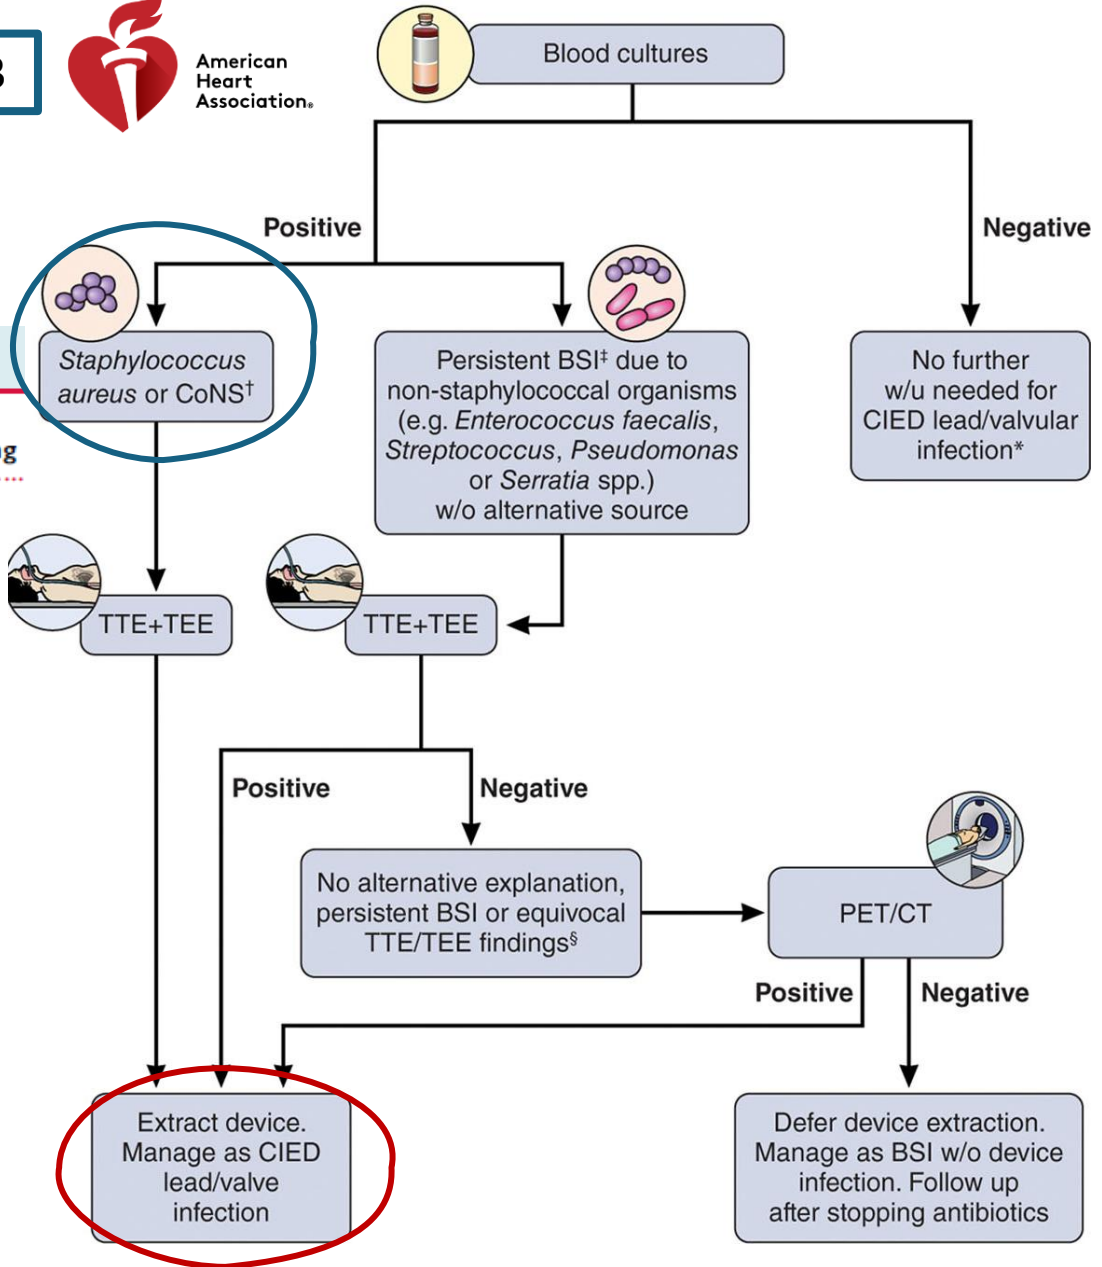 3
American
Heart
Association®
Blood cultures
Positive
Negative
Staphylococcus
aureus or CoNS†
Persistent BSI‡ due to
non-staphylococcal organisms
(e.g. Enterococcus faecalis,
Streptococcus, Pseudomonas
or Serratia spp.)
w/o alternative source
No further
w/u needed for
CIED lead/valvular
infection*
g
TTE+TEE
TTE+TEE
Positive
Negative
No alternative explanation,
persistent BSI or equivocal
TTE/TEE findings§
PET/CT
Positive
Negative
Extract device.
Manage as CIED
lead/valve
infection
Defer device extraction.
Manage as BSI w/o device
infection. Follow up
after stopping antibiotics